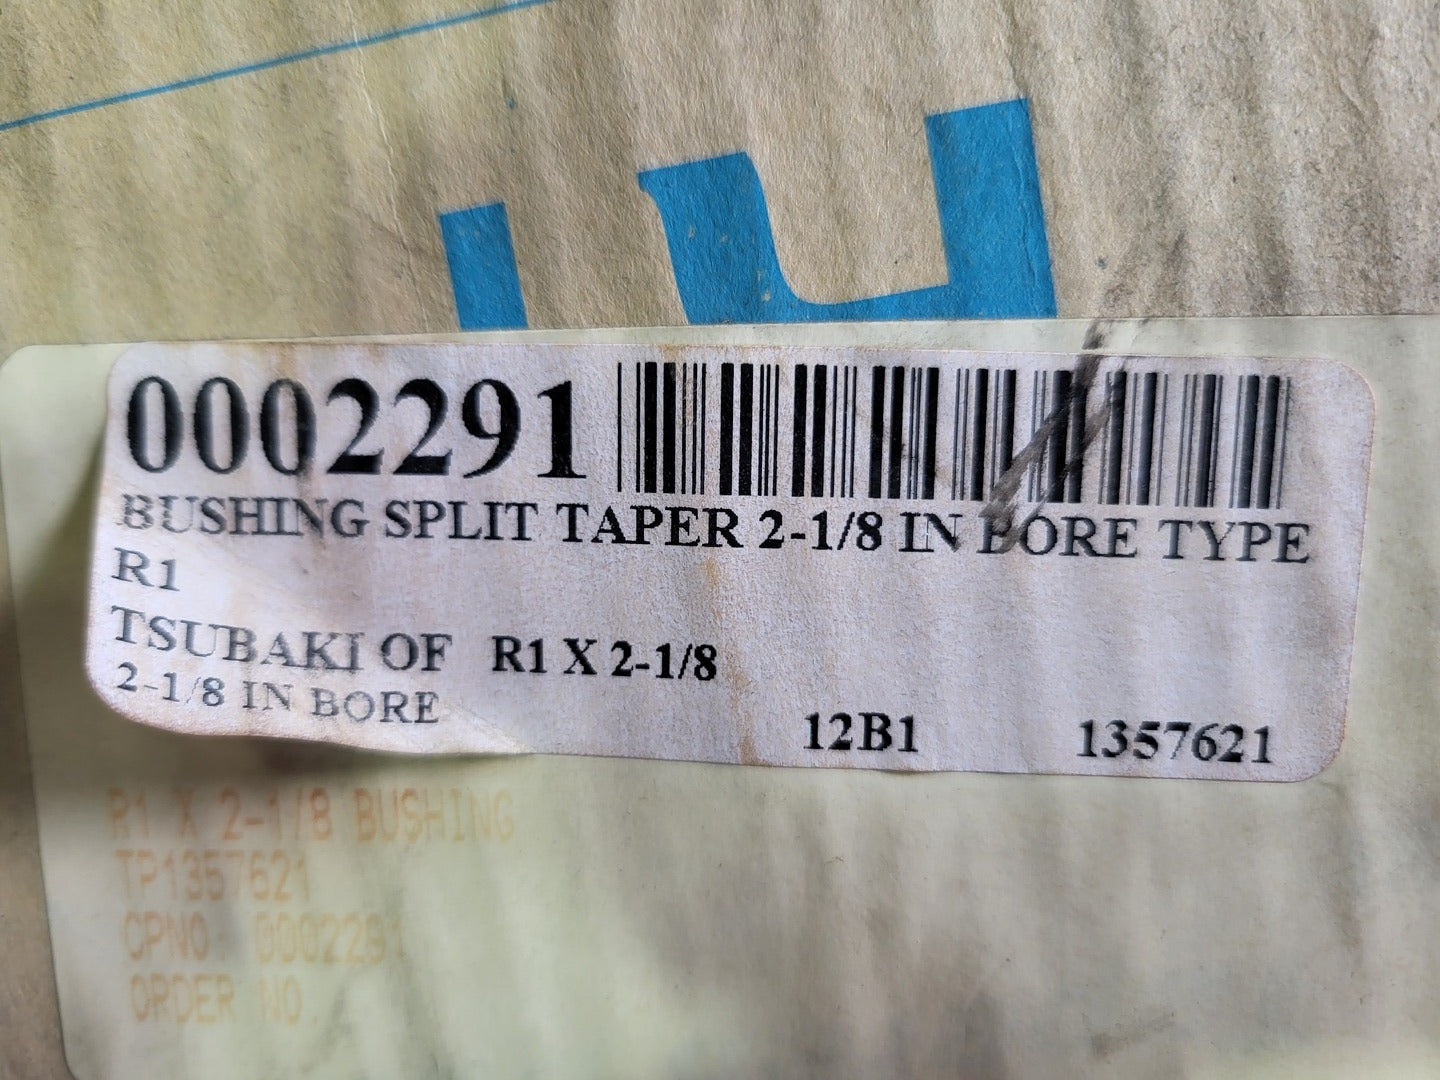 0002291
BUSHING SPLIT TAPER 2-1/8 IN BORE TYPE
R1
TSUBAKI OF R1 X 2-1/8
2-1/8 IN BORE
12B1 1357621
R1 X 2-1/8 BUSHING
TP1357621
CPNO. 0002291
ORDER NO.